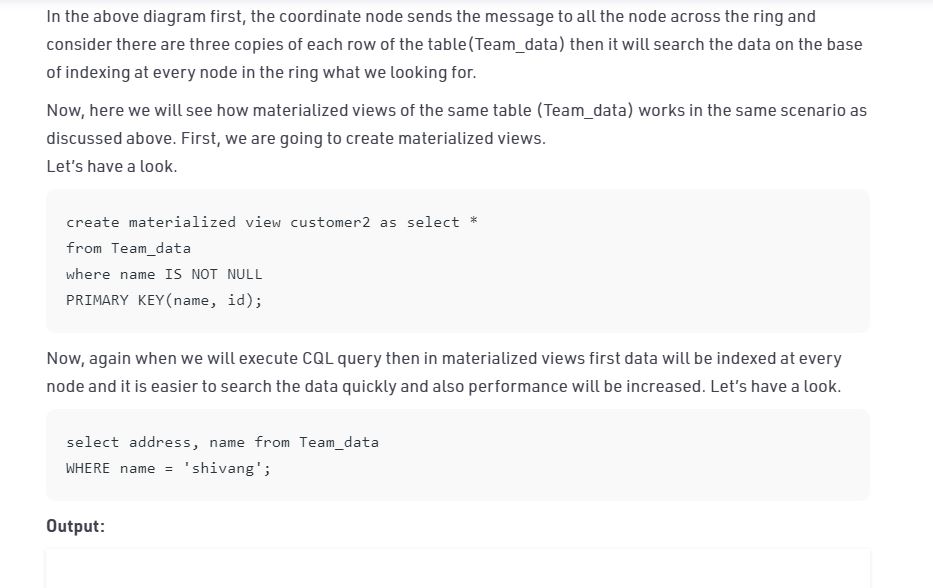 In the above diagram first, the coordinate node sends the message to all the node across the ring and
consider there are three copies of each row of the table(Team_data) then it will search the data on the base
of indexing at every node in the ring what we looking for.
Now, here we will see how materialized views of the same table (Team_data) works in the same scenario as
discussed above. First, we are going to create materialized views.
Let's have a look.
create materialized view customer2 as select *
from Team_data
where name IS NOT NULL
PRIMARY KEY(name, id);
Now, again when we will execute CQL query then in materialized views first data will be indexed at every
node and it is easier to search the data quickly and also performance will be increased. Let's have a look.
select address, name from Team_data
WHERE name = 'shivang';
Output: